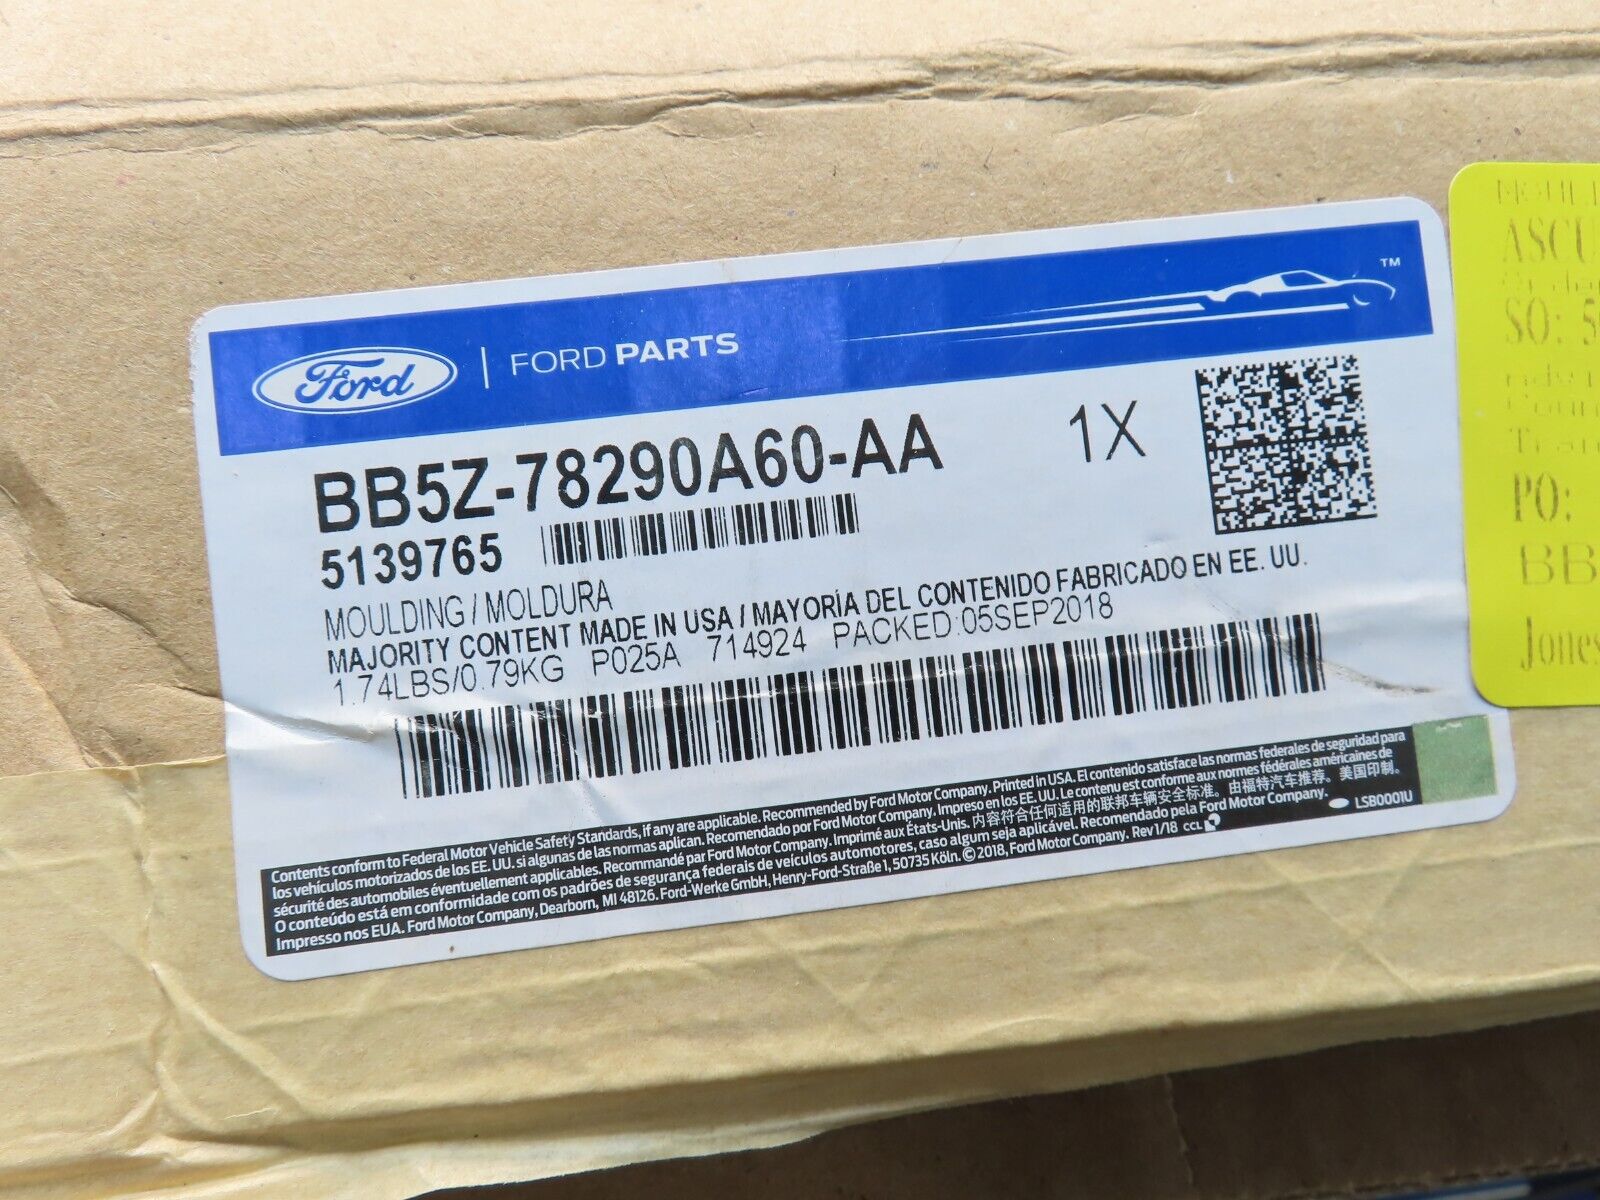 Ford | FORD PARTS ™
BB5Z-78290A60-AA 1X
5139765
MOULDING / MOLDURA
MAJORITY CONTENT MADE IN USA / MAYORÍA DEL CONTENIDO FABRICADO EN EE. UU.
1.74LBS/0.79KG P025A 714924 PACKED:05SEP2018
Contents conform to Federal Motor Vehicle Safety Standards, if any are applicable. Recommended by Ford Motor Company. Printed in USA. El contenido satisface las normas federales de seguridad para
los vehículos motorizados de los EE. UU. si algunas de las normas aplican. Recomendado por Ford Motor Company. Impreso en los EE. UU. Le contenu est conforme aux normes fédérales américaines de
sécurité des automobiles éventuellement applicables. Recommandé par Ford Motor Company. Imprimé aux États-Unis. 内容符合任何适用的联邦车辆安全标准。由福特汽车推荐。美国印制。
O conteúdo está em conformidade com os padrões de segurança federais de veículos automotores, caso algum seja aplicável. Recomendado pela Ford Motor Company.
Impresso nos EUA. Ford Motor Company, Dearborn, MI 48126. Ford-Werke GmbH, Henry-Ford-Straße 1, 50735 Köln. © 2018, Ford Motor Company. Rev 1/18 CCL LSB0001U
ASCU
SO: 5
PO:
BB
Jones